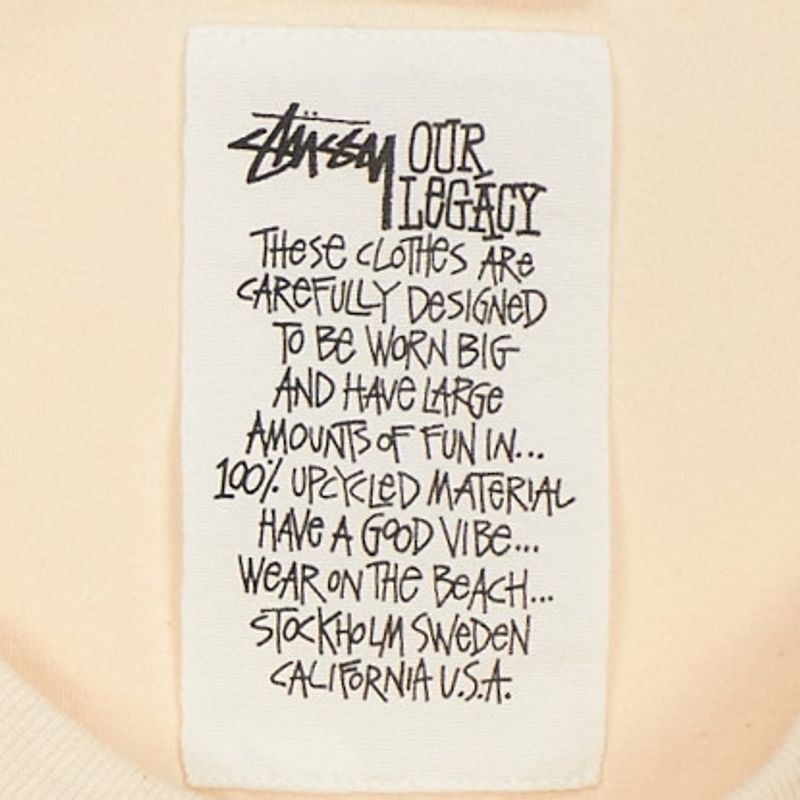 STÜSSY OUR
LEGACY
THESE CLOTHES ARE
CAREFULLY DESIGNED
TO BE WORN BIG
AND HAVE LARGE
AMOUNTS OF FUN IN...
100% UPCYCLED MATERIAL
HAVE A GOOD VIBE...
WEAR ON THE BEACH...
STOCKHOLM SWEDEN
CALIFORNIA U.S.A.